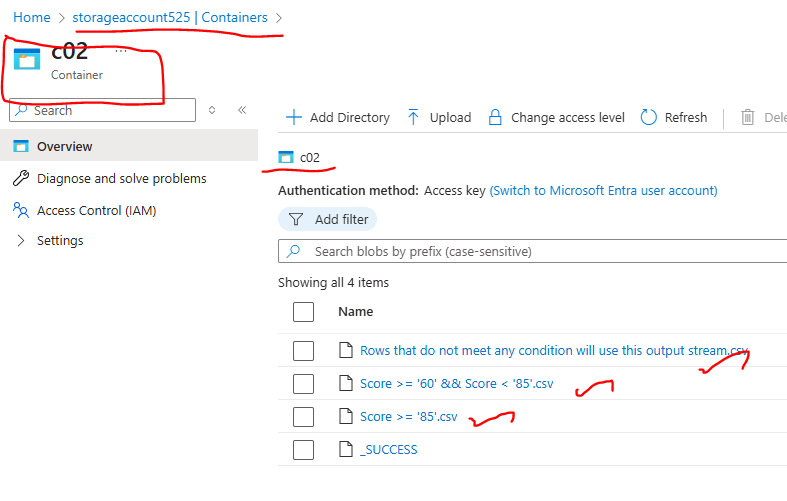 Home > storageaccount525 | Containers >
c02 ...
Container
Search
Overview
Diagnose and solve problems
Access Control (IAM)
Settings
Add Directory Upload Change access level Refresh Dele
c02
Authentication method: Access key (Switch to Microsoft Entra user account)
Add filter
Search blobs by prefix (case-sensitive)
Showing all 4 items
Name
Rows that do not meet any condition will use this output stream.csv
Score >= '60' && Score < '85'.csv
Score >= '85'.csv
_SUCCESS